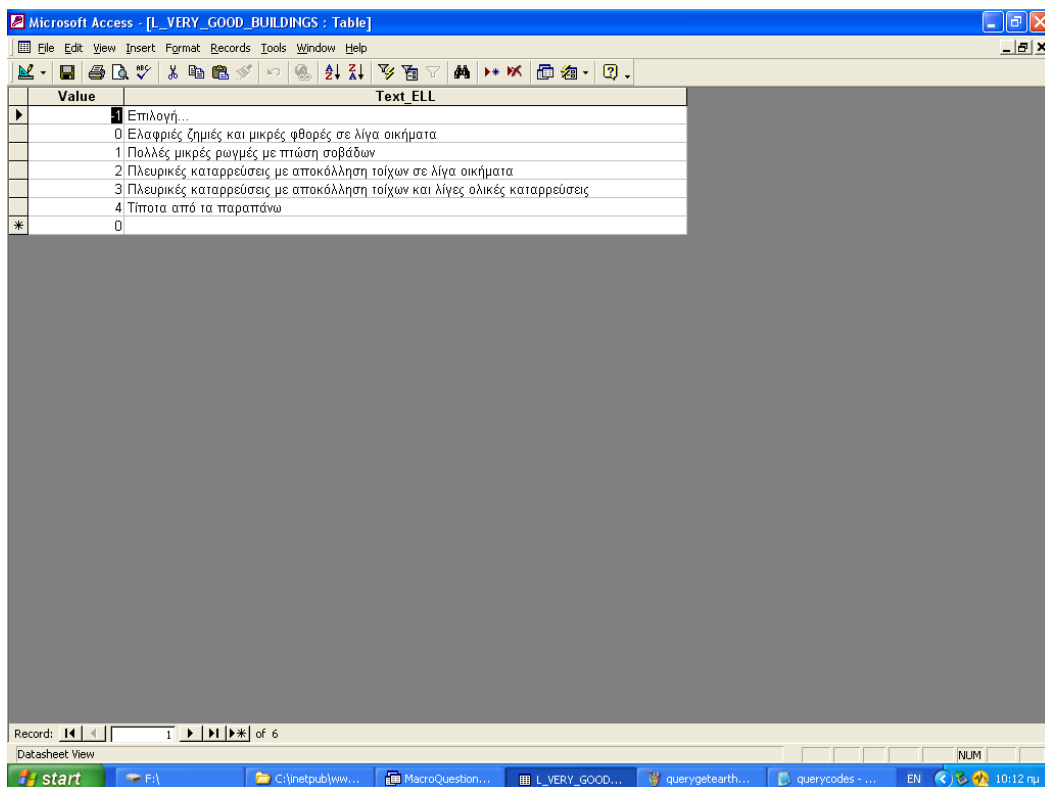 Microsoft Access - [L_VERY_GOOD_BUILDINGS : Table]
File Edit View Insert Format Records Tools Window Help
Value Text_ELL
-1 Επιλογή...
0 Ελαφριές ζημιές και μικρές φθορές σε λίγα οικήματα
1 Πολλές μικρές ρωγμές με πτώση σοβάδων
2 Πλευρικές καταρρεύσεις με αποκόλληση τοίχων σε λίγα οικήματα
3 Πλευρικές καταρρεύσεις με αποκόλληση τοίχων και λίγες ολικές καταρρεύσεις
4 Τίποτα από τα παραπάνω
0
Record: 1 of 6
Datasheet View NUM
start F:\ C:\inetpub\ww... MacroQuestion... L_VERY_GOOD... querygetearth... querycodes - ... EN 10:12 πμ